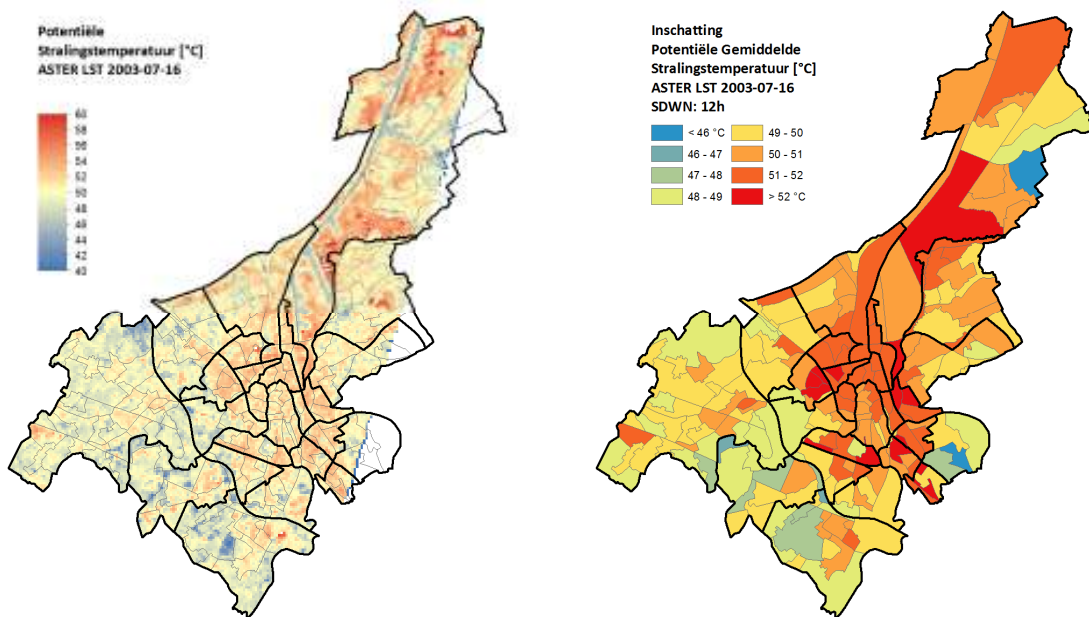 Potentiële
Stralingstemperatuur [°C]
ASTER LST 2003-07-16
60
58
56
54
52
50
48
46
44
42
40
Inschatting
Potentiële Gemiddelde
Stralingstemperatuur [°C]
ASTER LST 2003-07-16
SDWN: 12h
< 46 °C
46 - 47
47 - 48
48 - 49
49 - 50
50 - 51
51 - 52
> 52 °C